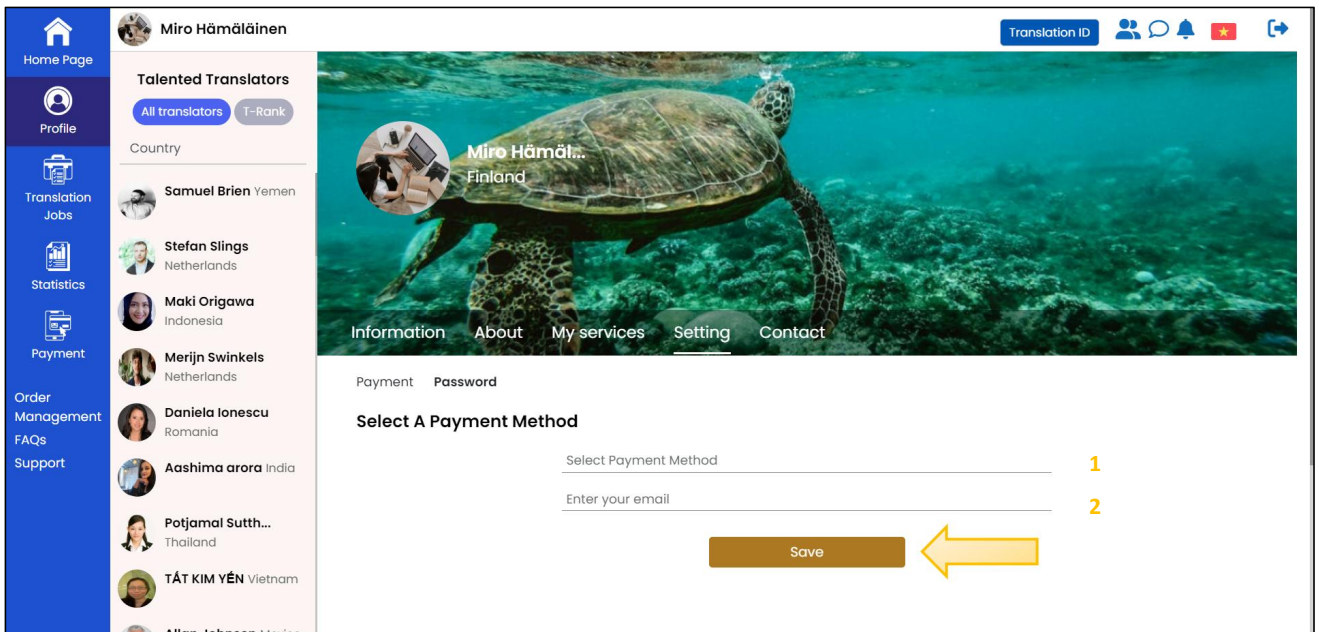 Home Page
Profile
Translation
Jobs
Statistics
Payment
Order
Management
FAQs
Support
Miro Hämäläinen
Translation ID
Talented Translators
All translators T-Rank
Country
Samuel Brien Yemen
Stefan Slings
Netherlands
Maki Origawa
Indonesia
Merijn Swinkels
Netherlands
Daniela Ionescu
Romania
Aashima arora India
Potjamal Sutth...
Thailand
TẤT KIM YẾN Vietnam
Miro Hämäl...
Finland
Information About My services Setting Contact
Payment Password
Select A Payment Method
Select Payment Method 1
Enter your email 2
Save